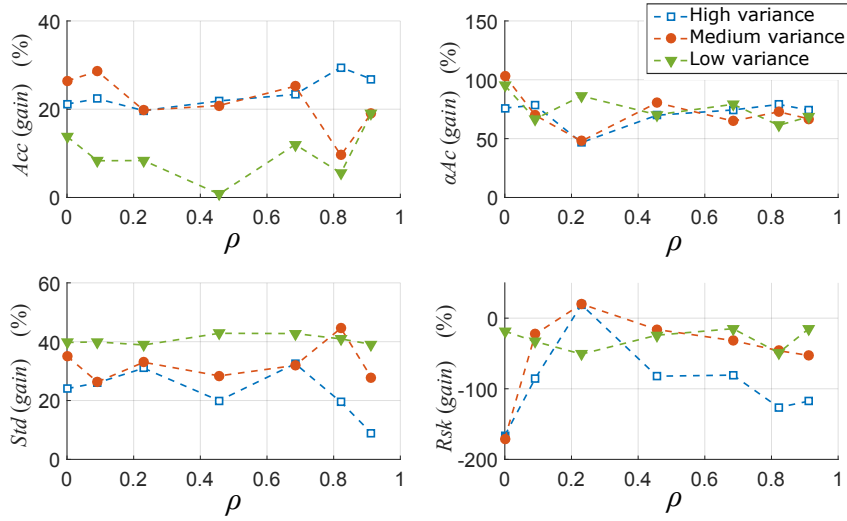 High variance
Medium variance
Low variance
Acc (gain) (%)
40
20
0
0 0.2 0.4 0.6 0.8 1
ρ
αAc (gain) (%)
150
100
50
0
0 0.2 0.4 0.6 0.8 1
ρ
Std (gain) (%)
60
40
20
0
0 0.2 0.4 0.6 0.8 1
ρ
Rsk (gain) (%)
0
-100
-200
0 0.2 0.4 0.6 0.8 1
ρ